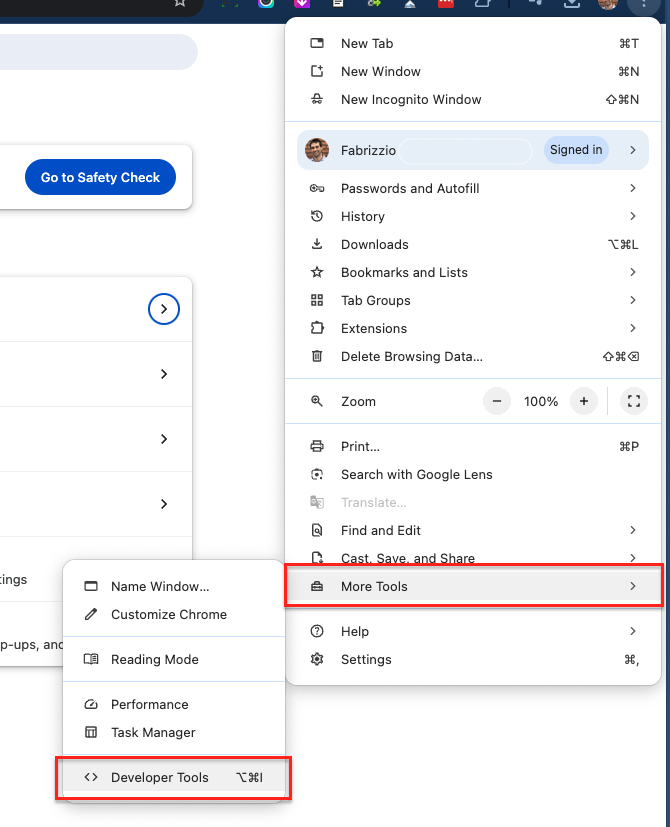 New Tab ⌘T
New Window ⌘N
New Incognito Window ⇧⌘N
Fabrizzio Signed in
Go to Safety Check
Passwords and Autofill
History
Downloads ⌥⌘L
Bookmarks and Lists
Tab Groups
Extensions
Delete Browsing Data... ⇧⌘⌫
Zoom − 100% +
Print... ⌘P
Search with Google Lens
Translate...
Find and Edit
Cast, Save, and Share
More Tools
Help
Settings ⌘,
tings
p-ups, and
Name Window...
Customize Chrome
Reading Mode
Performance
Task Manager
Developer Tools ⌥⌘I